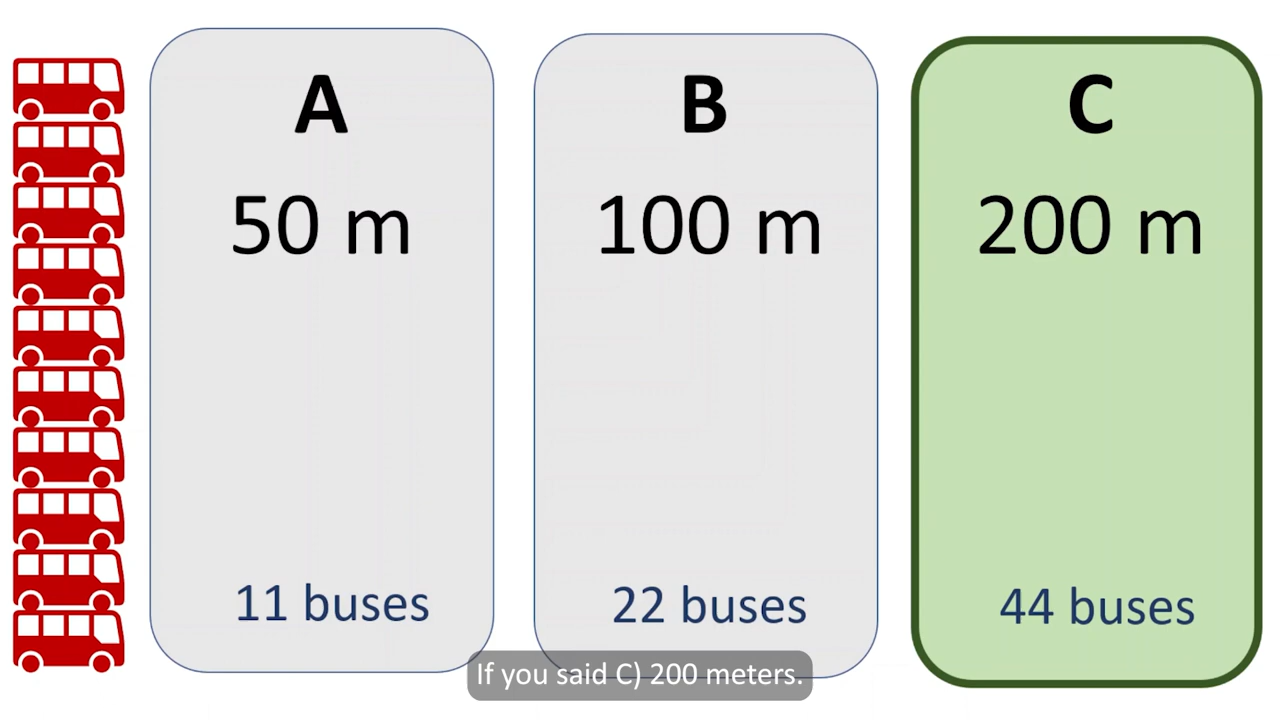 A
50 m
11 buses
B
100 m
22 buses
C
200 m
44 buses
If you said C) 200 meters.